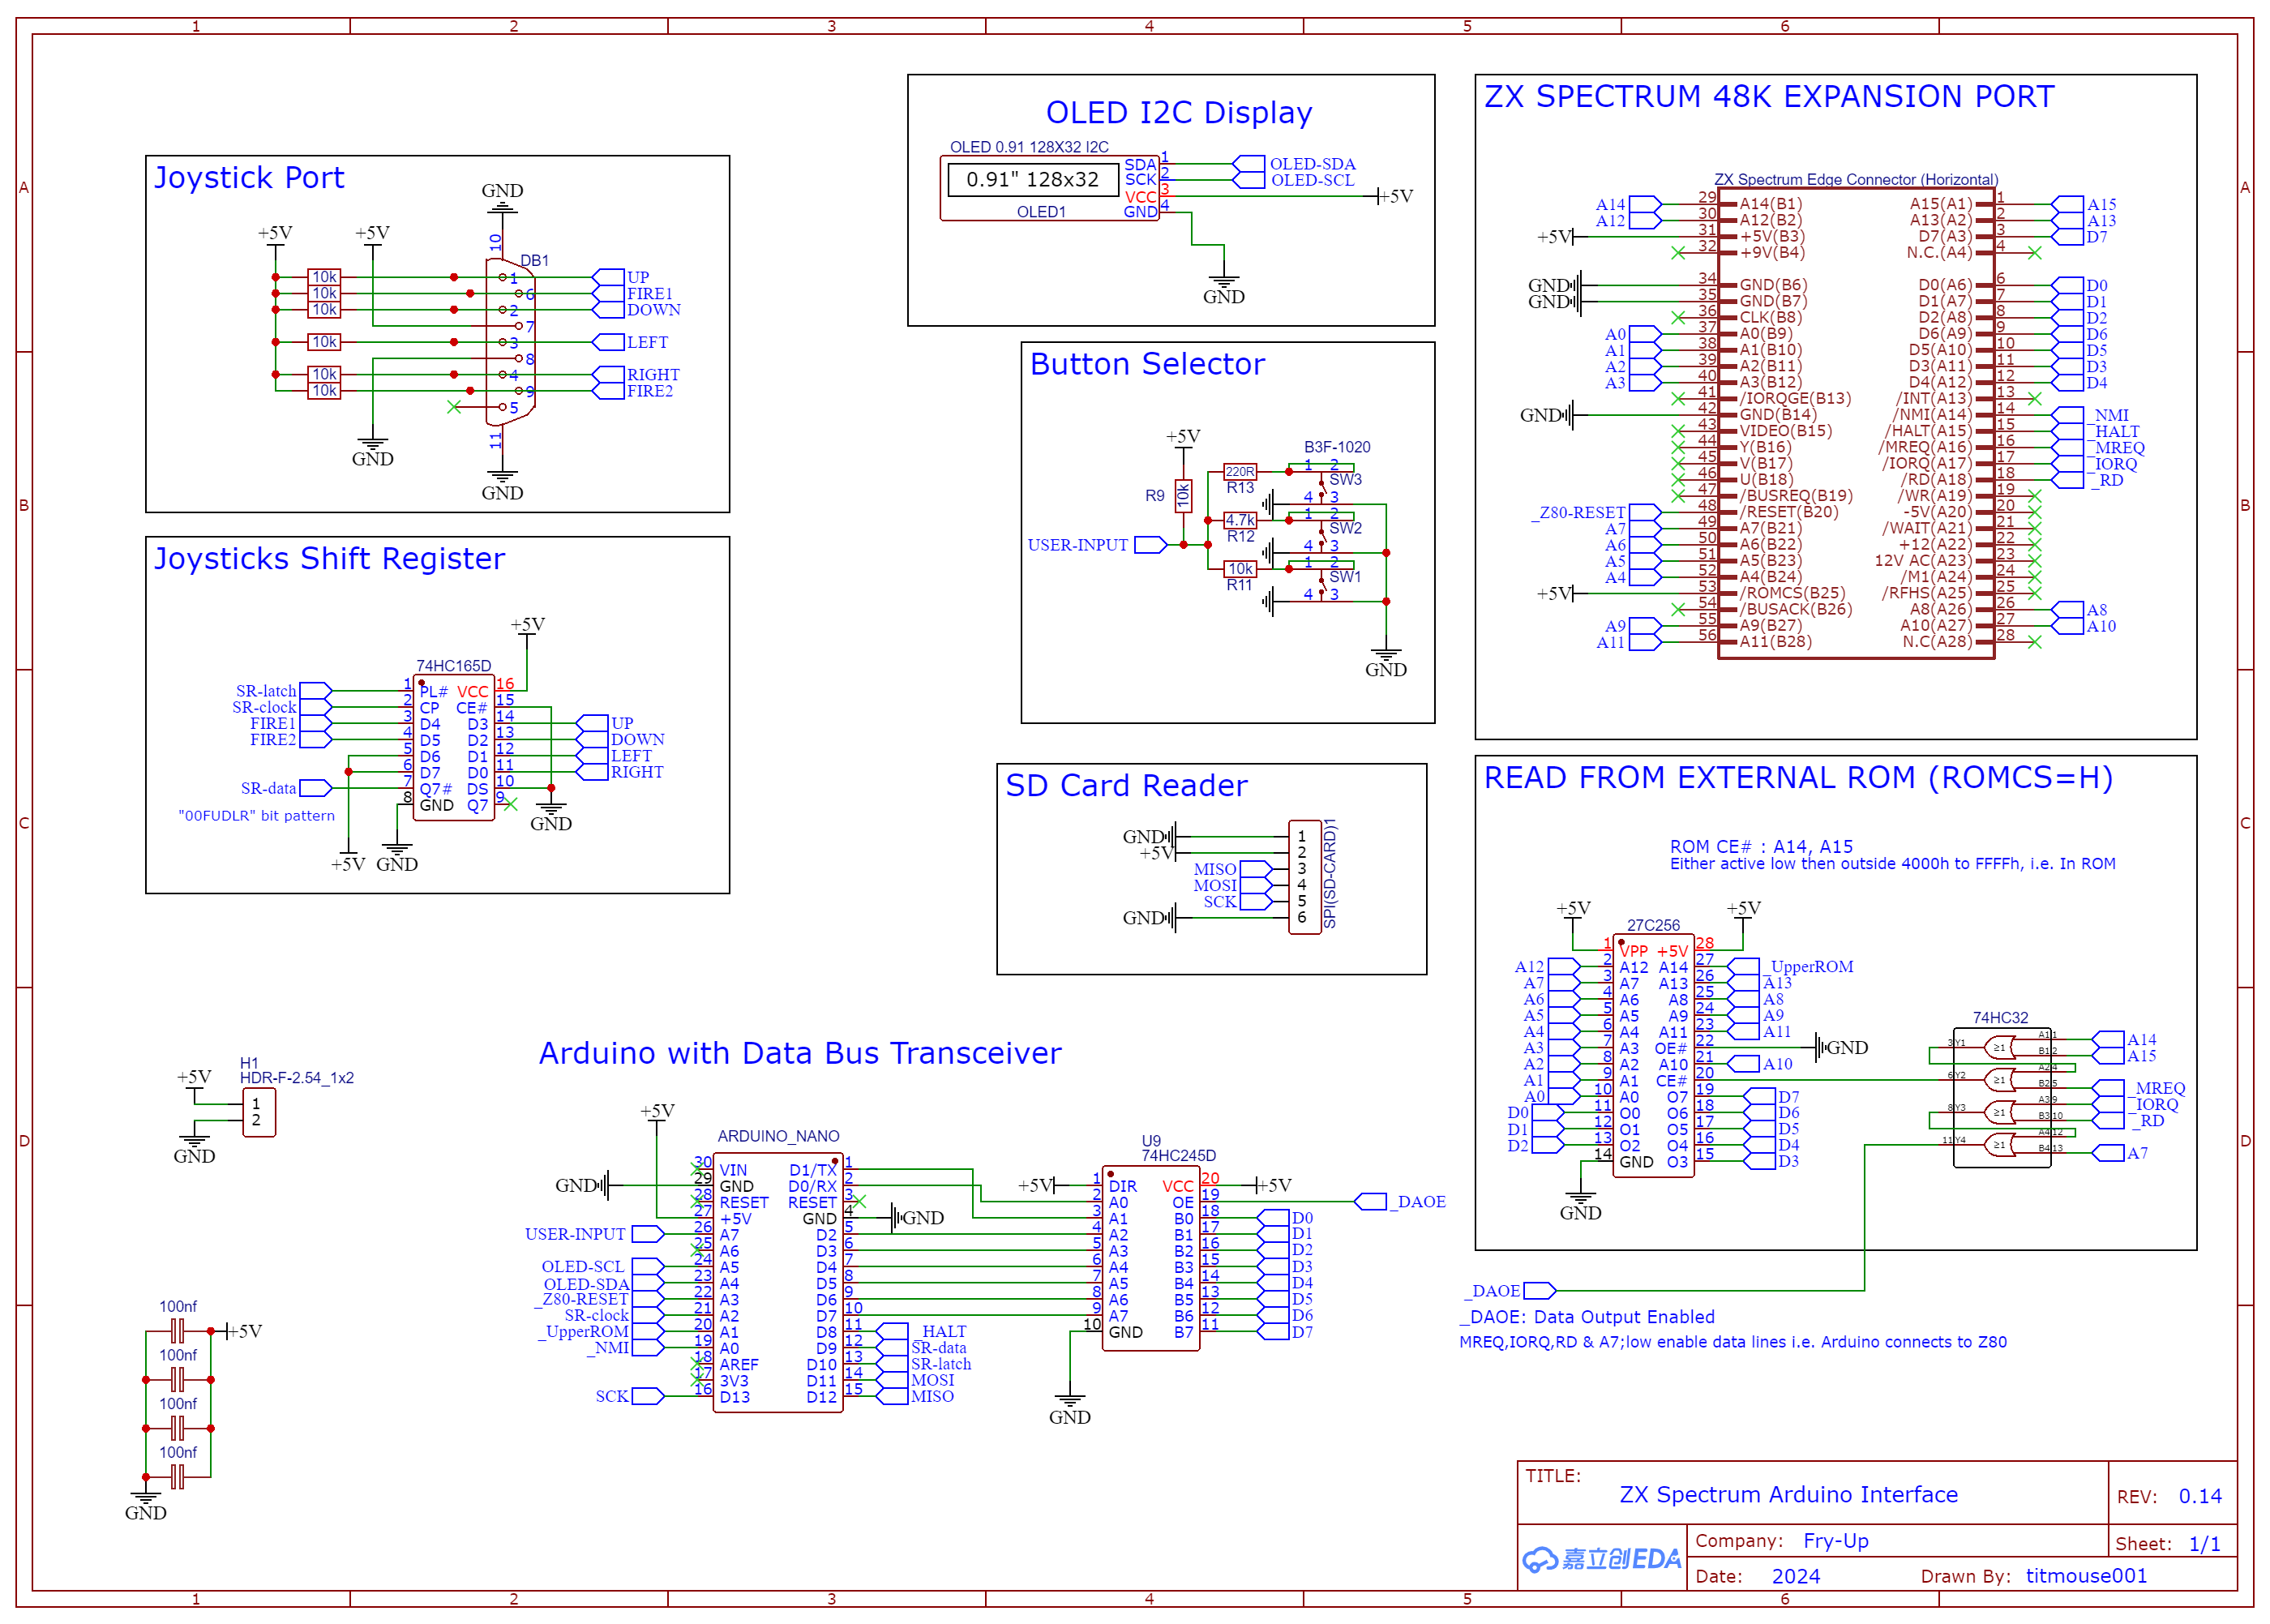 1 2 3 4 5 6
A
B
C
D
A
B
C
D
Joystick Port
GND
+5V
+5V
10
DB1
10k
1
UP
10k
6
FIRE1
10k
2
DOWN
7
10k
3
LEFT
8
10k
4
RIGHT
10k
9
FIRE2
5
11
GND
GND
Joysticks Shift Register
+5V
74HC165D
SR-latch 1 PL# VCC 16
SR-clock 2 CP CE# 15
FIRE1 3 D4 D3 14 UP
FIRE2 4 D5 D2 13 DOWN
5 D6 D1 12 LEFT
6 D7 D0 11 RIGHT
SR-data 7 Q7# DS 10
8 GND Q7 9
"00FUDLR" bit pattern
GND
+5V
GND
OLED I2C Display
OLED 0.91 128X32 I2C
0.91" 128x32
SDA 1 OLED-SDA
SCK 2 OLED-SCL
VCC 3 +5V
GND 4
OLED1
GND
Button Selector
+5V
B3F-1020
R9
10k
220R
R13
1 2
SW3
4 3
4.7k
R12
1 2
SW2
4 3
USER-INPUT
10k
R11
1 2
SW1
4 3
GND
SD Card Reader
GND 1
+5V 2
MISO 3
MOSI 4
SCK 5
GND 6
SPI(SD-CARD)1
ZX SPECTRUM 48K EXPANSION PORT
ZX Spectrum Edge Connector (Horizontal)
A14 29 A14(B1) A15(A1) 1 A15
A12 30 A12(B2) A13(A2) 2 A13
+5V 31 +5V(B3) D7(A3) 3 D7
32 +9V(B4) N.C.(A4) 4
GND 34 GND(B6) D0(A6) 6 D0
GND 35 GND(B7) D1(A7) 7 D1
36 CLK(B8) D2(A8) 8 D2
A0 37 A0(B9) D6(A9) 9 D6
A1 38 A1(B10) D5(A10) 10 D5
A2 39 A2(B11) D3(A11) 11 D3
A3 40 A3(B12) D4(A12) 12 D4
41 /IORQGE(B13) /INT(A13) 13
GND 42 GND(B14) /NMI(A14) 14 _NMI
43 VIDEO(B15) /HALT(A15) 15 _HALT
44 Y(B16) /MREQ(A16) 16 _MREQ
45 V(B17) /IORQ(A17) 17 _IORQ
46 U(B18) /RD(A18) 18 _RD
47 /BUSREQ(B19) /WR(A19) 19
_Z80-RESET 48 /RESET(B20) -5V(A20) 20
A7 49 A7(B21) /WAIT(A21) 21
A6 50 A6(B22) +12(A22) 22
A5 51 A5(B23) 12V AC(A23) 23
A4 52 A4(B24) /M1(A24) 24
+5V 53 /ROMCS(B25) /RFHS(A25) 25
54 /BUSACK(B26) A8(A26) 26 A8
A9 55 A9(B27) A10(A27) 27 A10
A11 56 A11(B28) N.C(A28) 28
READ FROM EXTERNAL ROM (ROMCS=H)
ROM CE# : A14, A15
Either active low then outside 4000h to FFFFh, i.e. In ROM
+5V
+5V
27C256
1 VPP +5V 28
A12 2 A12 A14 27 _UpperROM
A7 3 A7 A13 26 A13
A6 4 A6 A8 25 A8
A5 5 A5 A9 24 A9
A4 6 A4 A11 23 A11
A3 7 A3 OE# 22 GND
A2 8 A2 A10 21 A10
A1 9 A1 CE# 20
A0 10 A0 O7 19 D7
D0 11 O0 O6 18 D6
D1 12 O1 O5 17 D5
D2 13 O2 O4 16 D4
14 GND O3 15 D3
GND
74HC32
3 Y1 ≥1 A1 1 A14
B1 2 A15
6 Y2 ≥1 A2 4
B2 5 _MREQ
8 Y3 ≥1 A3 9 _IORQ
B3 10 _RD
11 Y4 ≥1 A4 12
B4 13 A7
_DAOE
_DAOE: Data Output Enabled
MREQ,IORQ,RD & A7;low enable data lines i.e. Arduino connects to Z80
Arduino with Data Bus Transceiver
+5V
ARDUINO_NANO
30 VIN D1/TX 1
GND 29 GND D0/RX 2
28 RESET RESET 3
27 +5V GND 4 GND
USER-INPUT 26 A7 D2 5
25 A6 D3 6
OLED-SCL 24 A5 D4 7
OLED-SDA 23 A4 D5 8
_Z80-RESET 22 A3 D6 9
SR-clock 21 A2 D7 10
_UpperROM 20 A1 D8 11 _HALT
_NMI 19 A0 D9 12 SR-data
18 AREF D10 13 SR-latch
17 3V3 D11 14 MOSI
SCK 16 D13 D12 15 MISO
U9
74HC245D
+5V 1 DIR VCC 20 +5V
2 A0 OE 19 _DAOE
3 A1 B0 18 D0
4 A2 B1 17 D1
5 A3 B2 16 D2
6 A4 B3 15 D3
7 A5 B4 14 D4
8 A6 B5 13 D5
9 A7 B6 12 D6
10 GND B7 11 D7
GND
H1
HDR-F-2.54_1x2
+5V
1
2
GND
100nf
+5V
100nf
100nf
100nf
GND
TITLE:
ZX Spectrum Arduino Interface
REV: 0.14
嘉立创EDA
Company: Fry-Up
Sheet: 1/1
Date: 2024
Drawn By: titmouse001
1 2 3 4 5 6